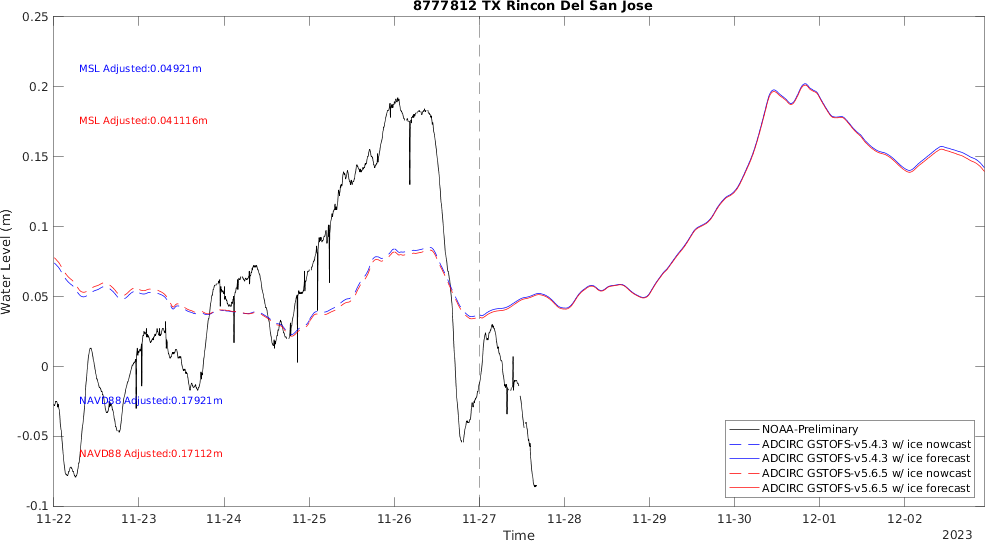 8777812 TX Rincon Del San Jose
0.25
0.2
0.15
0.1
0.05
0
-0.05
-0.1
Water Level (m)
MSL Adjusted:0.04921m
MSL Adjusted:0.041116m
NAVD88 Adjusted:0.17921m
NAVD88 Adjusted:0.17112m
NOAA-Preliminary
ADCIRC GSTOFS-v5.4.3 w/ ice nowcast
ADCIRC GSTOFS-v5.4.3 w/ ice forecast
ADCIRC GSTOFS-v5.6.5 w/ ice nowcast
ADCIRC GSTOFS-v5.6.5 w/ ice forecast
11-22 11-23 11-24 11-25 11-26 11-27 11-28 11-29 11-30 12-01 12-02
Time
2023